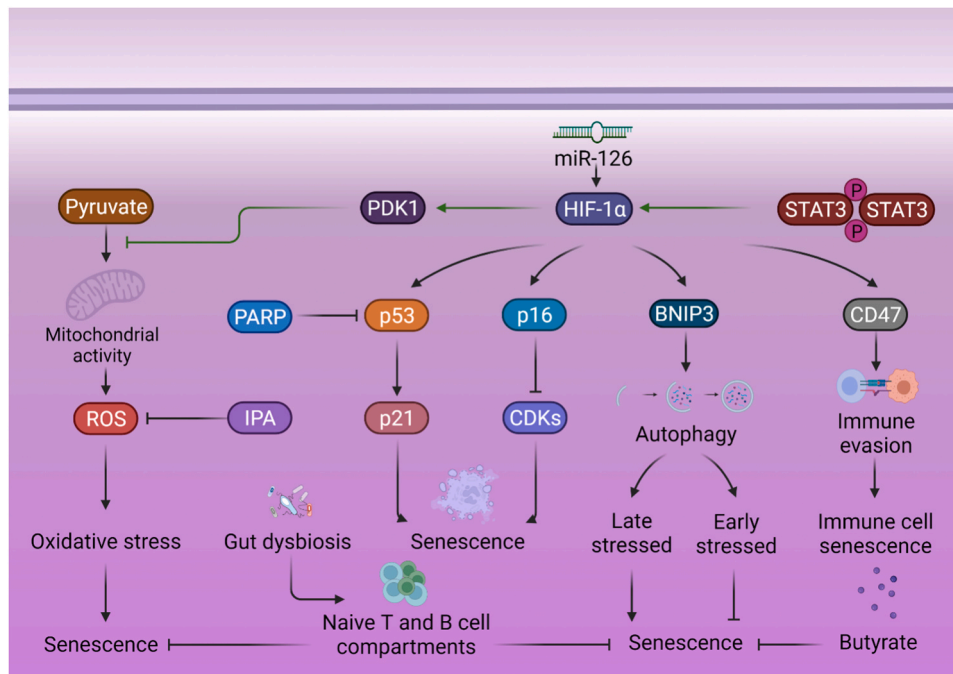 miR-126
Pyruvate
PDK1
HIF-1α
STAT3
P
P
STAT3
PARP
p53
p16
BNIP3
CD47
Mitochondrial
activity
ROS
IPA
p21
CDKs
Autophagy
Immune
evasion
Oxidative stress
Gut dysbiosis
Senescence
Late
stressed
Early
stressed
Immune cell
senescence
Senescence
Naive T and B cell
compartments
Senescence
Butyrate